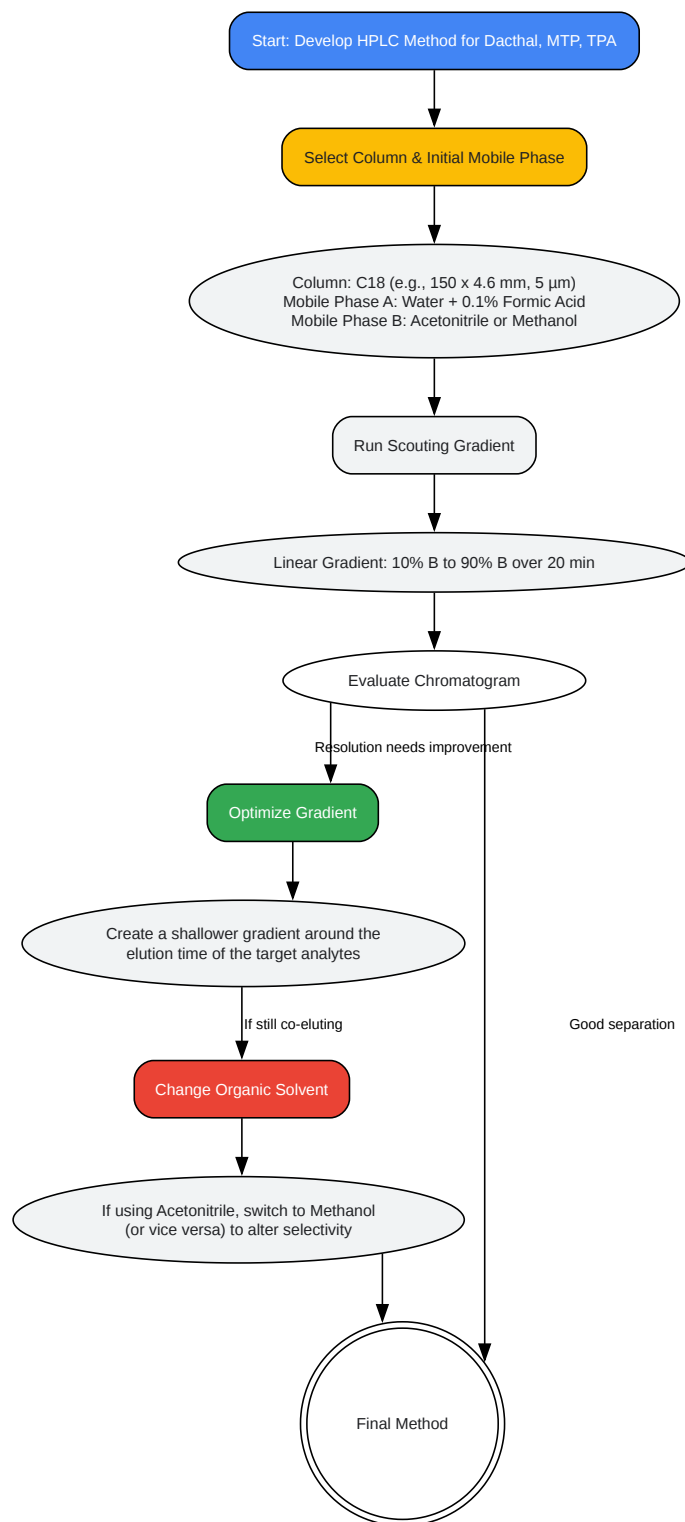 Start: Develop HPLC Method for Dacthal, MTP, TPA
Select Column & Initial Mobile Phase
Column: C18 (e.g., 150 x 4.6 mm, 5 µm)
Mobile Phase A: Water + 0.1% Formic Acid
Mobile Phase B: Acetonitrile or Methanol
Run Scouting Gradient
Linear Gradient: 10% B to 90% B over 20 min
Evaluate Chromatogram
Resolution needs improvement
Optimize Gradient
Create a shallower gradient around the
elution time of the target analytes
If still co-eluting
Good separation
Change Organic Solvent
If using Acetonitrile, switch to Methanol
(or vice versa) to alter selectivity
Final Method